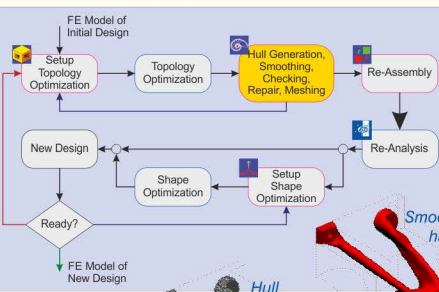 FE Model of
Initial Design
Setup
Topology
Optimization
Topology
Optimization
Hull Generation,
Smoothing,
Checking,
Repair, Meshing
Re-Assembly
New Design
Re-Analysis
Shape
Optimization
Setup
Shape
Optimization
Ready?
FE Model of
New Design
Hull